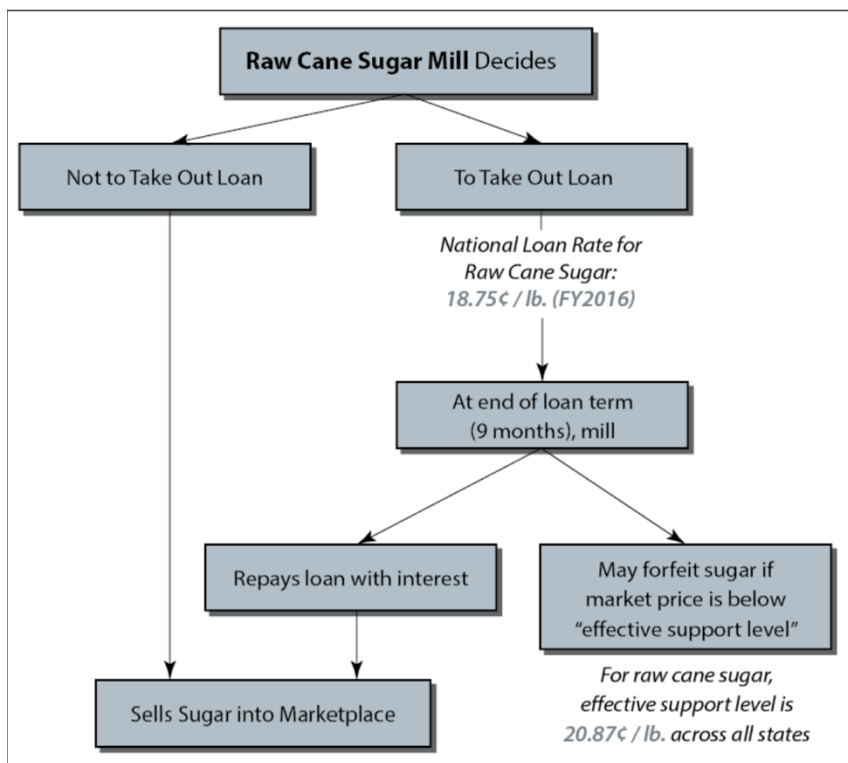 Raw Cane Sugar Mill Decides
Not to Take Out Loan
To Take Out Loan
National Loan Rate for
Raw Cane Sugar:
18.75¢ / lb. (FY2016)
At end of loan term
(9 months), mill
Repays loan with interest
May forfeit sugar if
market price is below
“effective support level”
Sells Sugar into Marketplace
For raw cane sugar,
effective support level is
20.87¢ / lb. across all states